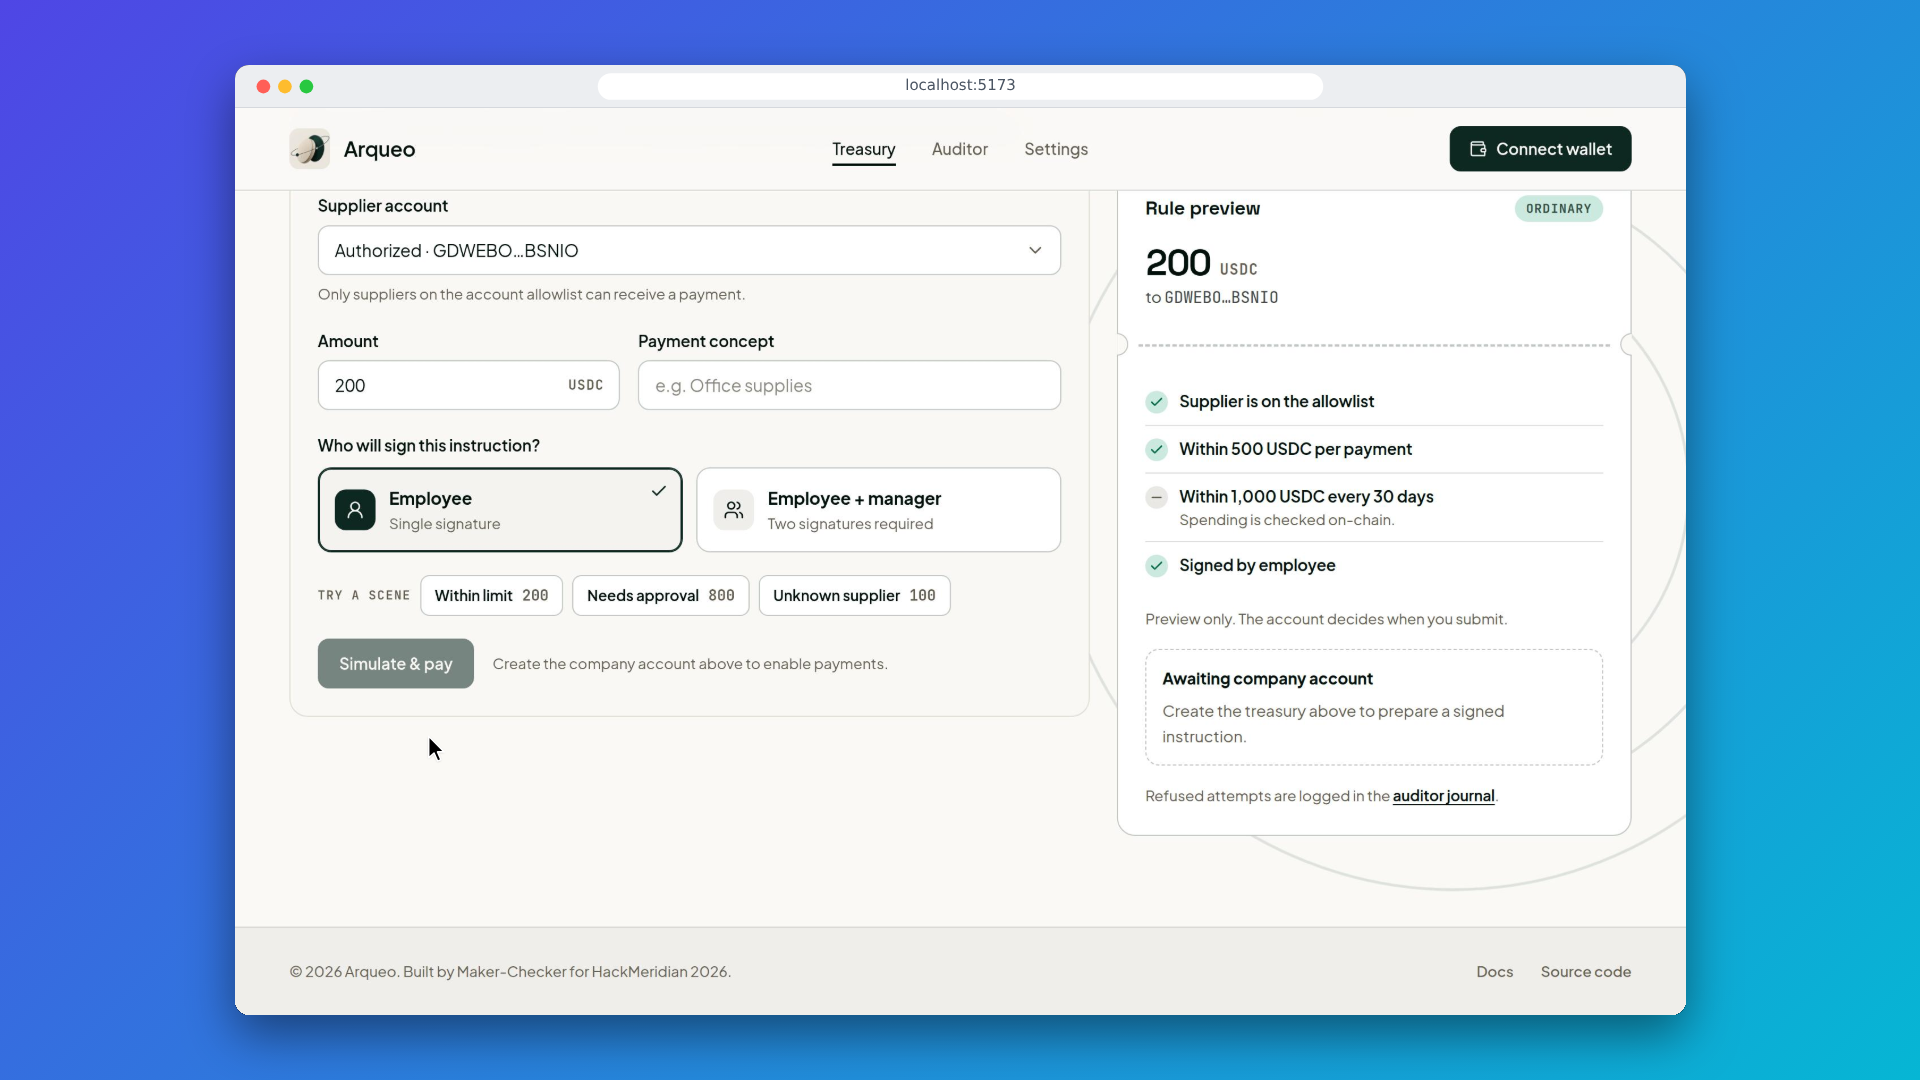 localhost:5173
Arqueo
Treasury
Auditor
Settings
Connect wallet
Supplier account
Authorized · GDWEBO…BSNIO
Only suppliers on the account allowlist can receive a payment.
Amount
Payment concept
200 USDC
e.g. Office supplies
Who will sign this instruction?
Employee
Single signature
Employee + manager
Two signatures required
TRY A SCENE
Within limit 200
Needs approval 800
Unknown supplier 100
Simulate & pay
Create the company account above to enable payments.
Rule preview
ORDINARY
200 USDC
to GDWEBO…BSNIO
Supplier is on the allowlist
Within 500 USDC per payment
Within 1,000 USDC every 30 days
Spending is checked on-chain.
Signed by employee
Preview only. The account decides when you submit.
Awaiting company account
Create the treasury above to prepare a signed
instruction.
Refused attempts are logged in the auditor journal.
© 2026 Arqueo. Built by Maker-Checker for HackMeridian 2026.
Docs
Source code